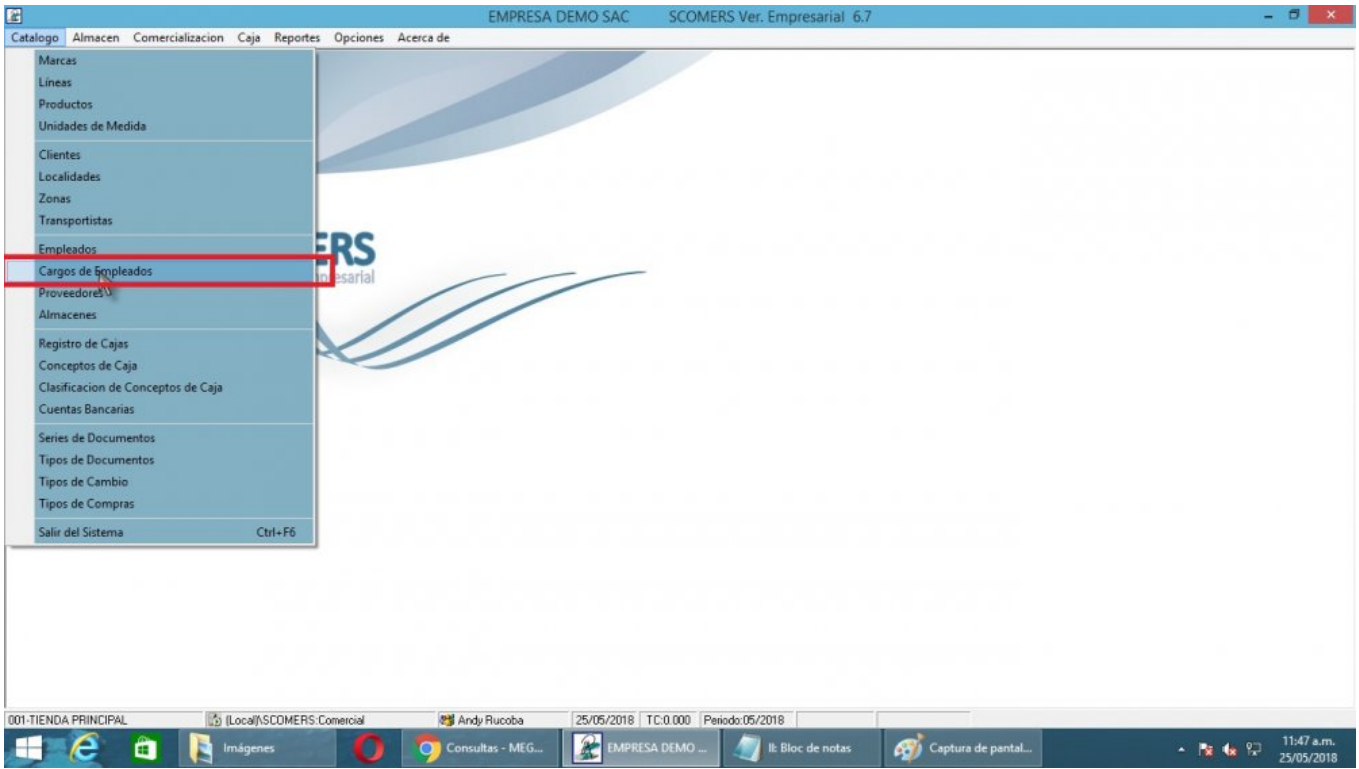 EMPRESA DEMO SAC SCOMERS Ver. Empresarial 6.7
Catalogo Almacen Comercializacion Caja Reportes Opciones Acerca de
Marcas
Líneas
Productos
Unidades de Medida
Clientes
Localidades
Zonas
Transportistas
Empleados
Cargos de Empleados
Proveedores
Almacenes
Registro de Cajas
Conceptos de Caja
Clasificacion de Conceptos de Caja
Cuentas Bancarias
Series de Documentos
Tipos de Documentos
Tipos de Cambio
Tipos de Compras
Salir del Sistema Ctrl+F6
ERS
presarial
001-TIENDA PRINCIPAL (Local)\SCOMERS:Comercial Andy Rucoba 25/05/2018 TC:0.000 Periodo:05/2018
Imágenes Consultas - MEG... EMPRESA DEMO ... II: Bloc de notas Captura de pantal... 11:47 a.m.
25/05/2018